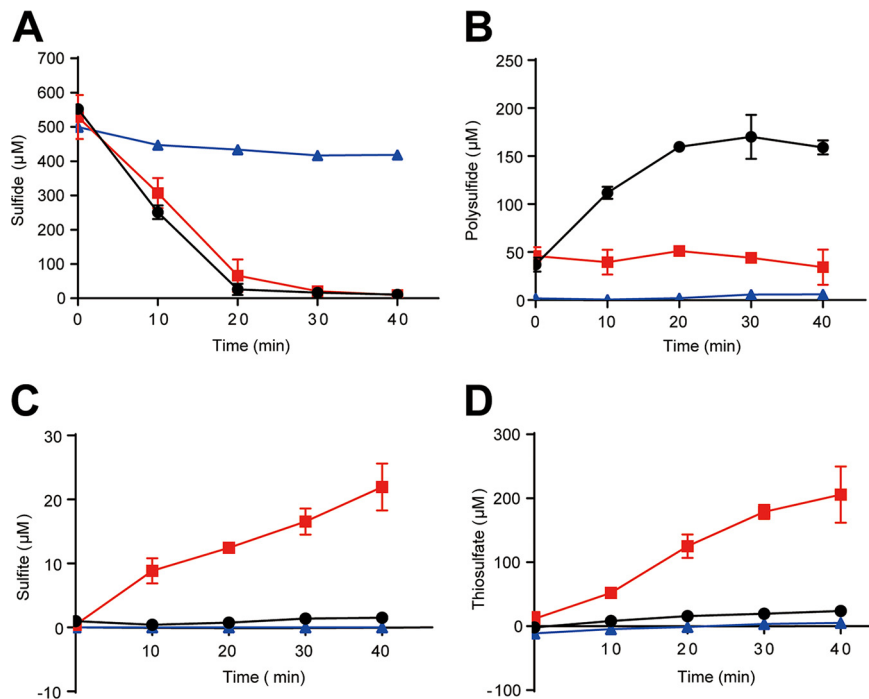 A
700
600
500
400
300
200
100
0
Sulfide (µM)
0 10 20 30 40
Time (min)
B
250
200
150
100
50
0
Polysulfide (µM)
0 10 20 30 40
Time (min)
C
30
20
10
0
-10
Sulfite (µM)
10 20 30 40
Time ( min)
D
300
200
100
0
-100
Thiosulfate (µM)
10 20 30 40
Time (min)